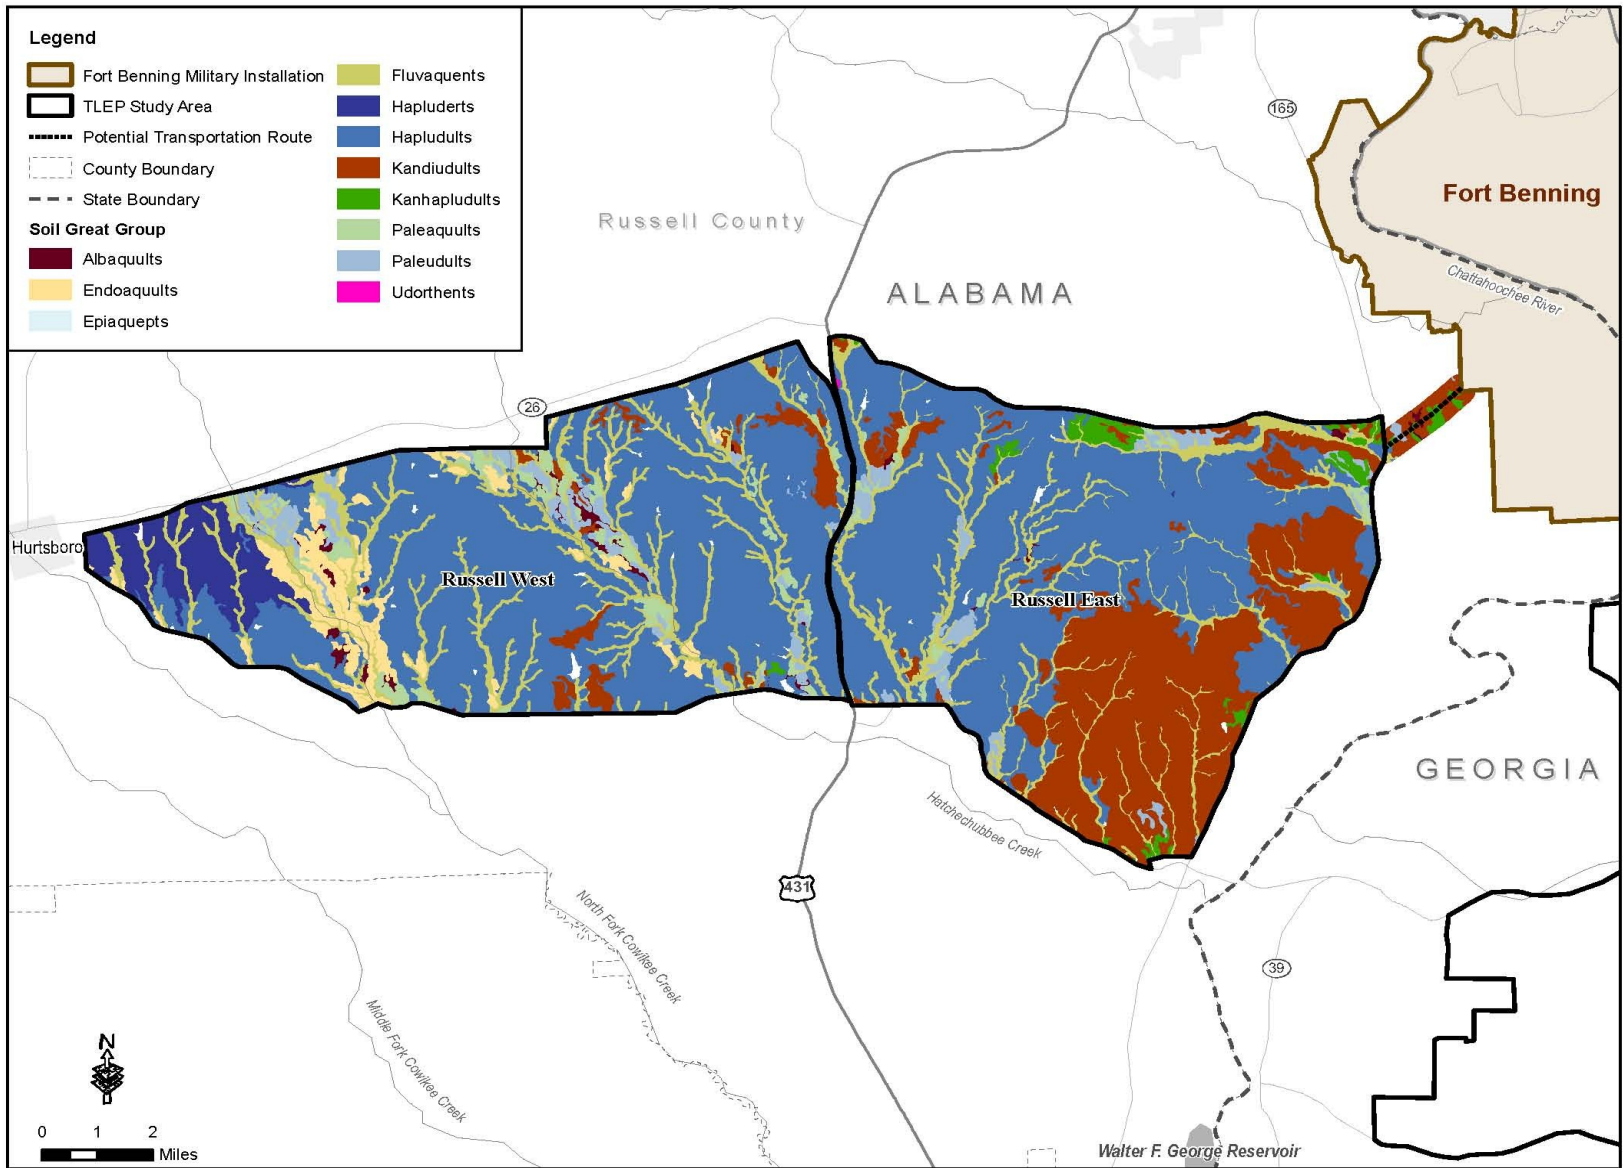 Legend
Fort Benning Military Installation
TLEP Study Area
Potential Transportation Route
County Boundary
State Boundary
Soil Great Group
Albaquults
Endoaquults
Epiaquepts
Fluvaquents
Hapluderts
Hapludults
Kandiudults
Kanhapludults
Paleaquults
Paleudults
Udorthents
165
Fort Benning
Russell County
Chattahoochee River
ALABAMA
26
Hurtsboro
Russell West
Russell East
GEORGIA
Hatchechubbee Creek
431
North Fork Cowikee Creek
39
Middle Fork Cowikee Creek
N
0 1 2
Miles
Walter F. George Reservoir